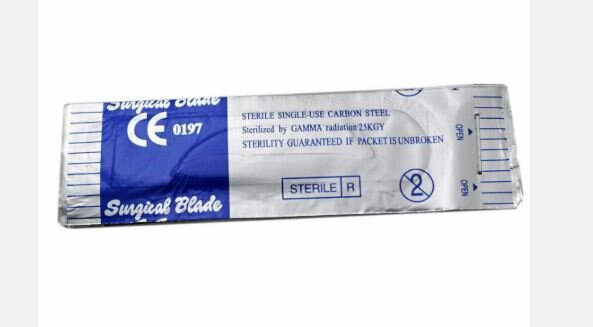 Surgical Blade
CE 0197
STERILE SINGLE-USE CARBON STEEL
Sterilized by GAMMA radiation 25KGY
STERILITY GUARANTEED IF PACKET IS UNBROKEN
STERILE R
2
Surgical Blade
OPEN
OPEN